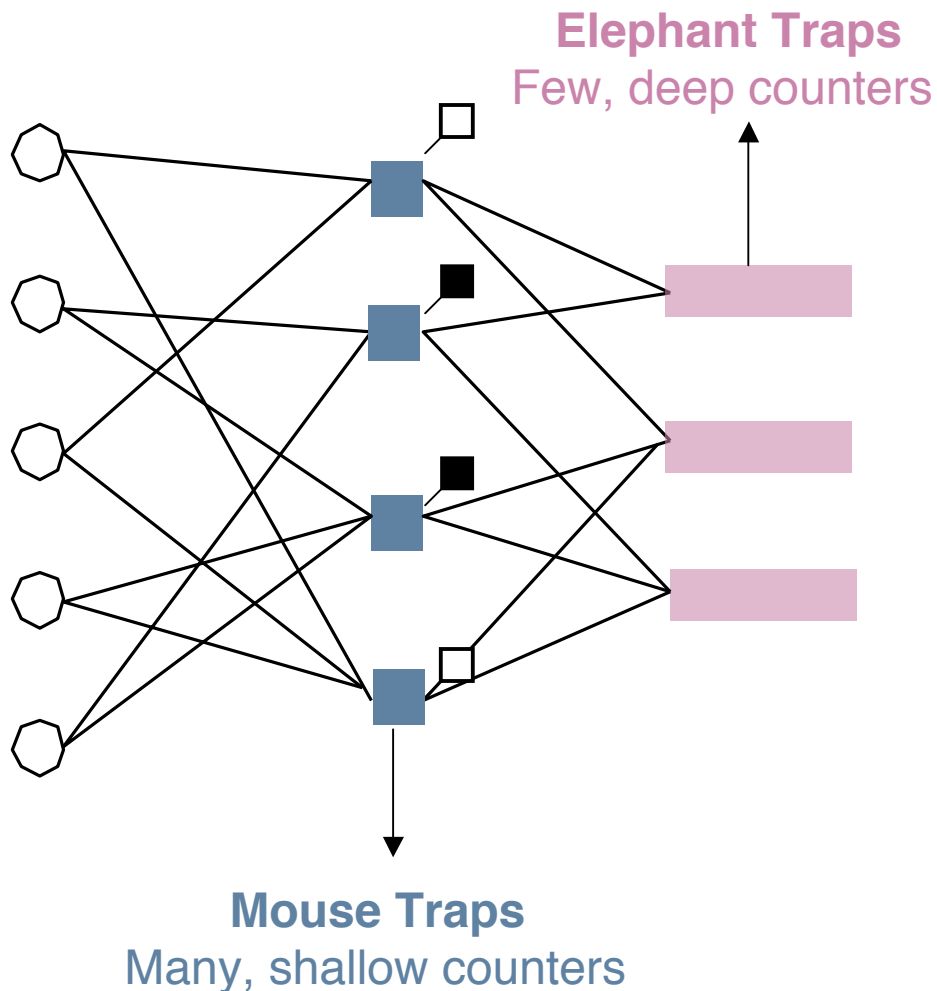 Elephant Traps
Few, deep counters
Mouse Traps
Many, shallow counters